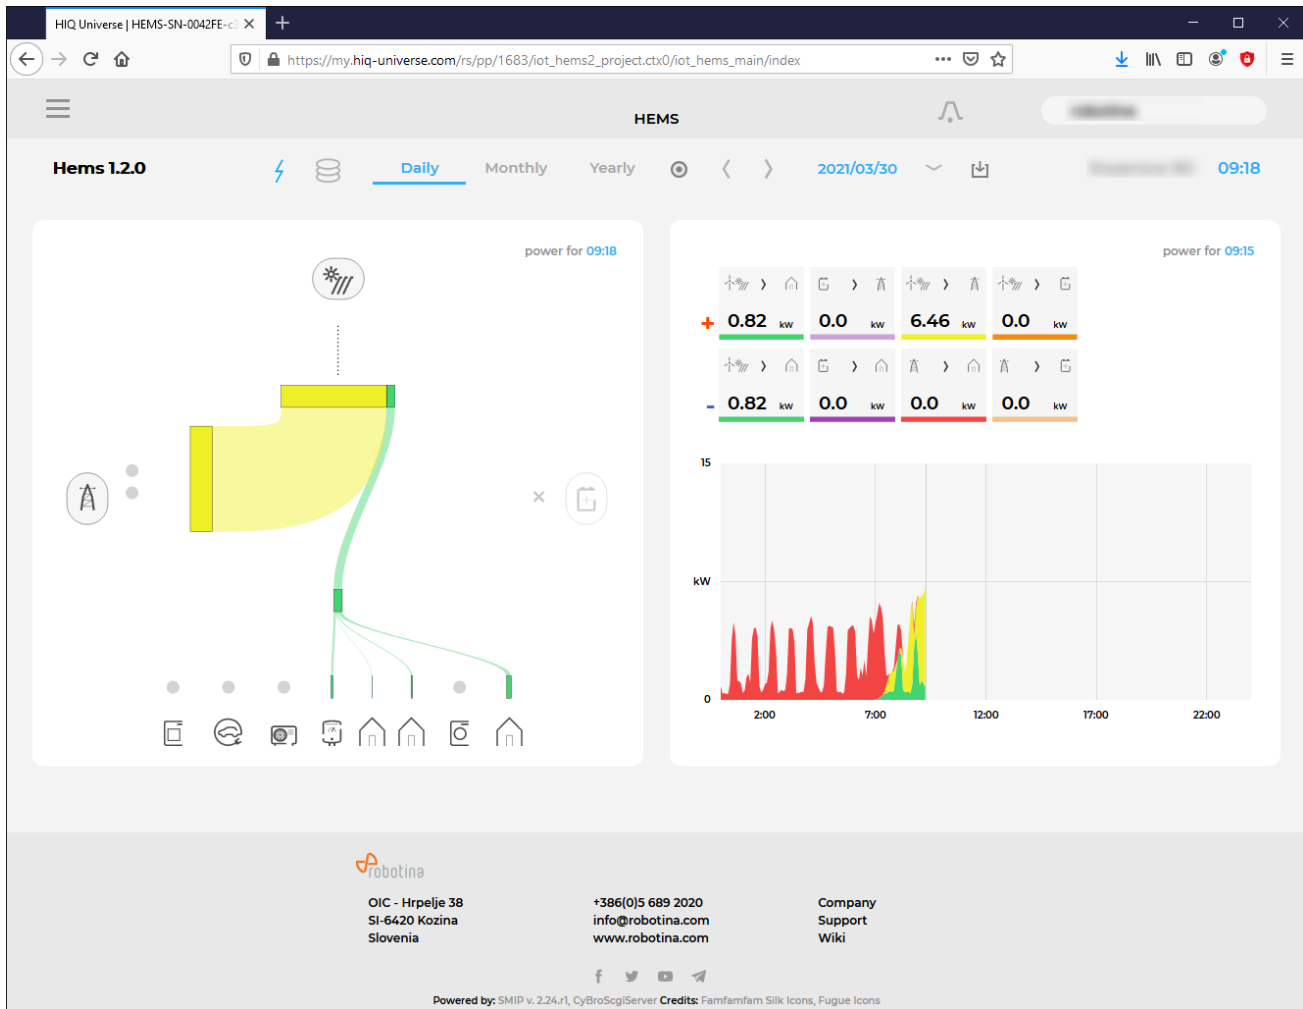 HIQ Universe | HEMS-SN-0042FE-c3
https://my.hiq-universe.com/rs/pp/1683/iot_hems2_project.ctx0/iot_hems_main/index
HEMS
Hems 1.2.0
Daily
Monthly
Yearly
2021/03/30
09:18
power for 09:18
power for 09:15
+
0.82 kW
0.0 kW
6.46 kW
0.0 kW
-
0.82 kW
0.0 kW
0.0 kW
0.0 kW
15
kW
0
2:00
7:00
12:00
17:00
22:00
robotina
OIC - Hrpelje 38
SI-6420 Kozina
Slovenia
+386(0)5 689 2020
info@robotina.com
www.robotina.com
Company
Support
Wiki
Powered by: SMIP v. 2.24.r1, CyBroScgiServer Credits: Famfamfam Silk Icons, Fugue Icons